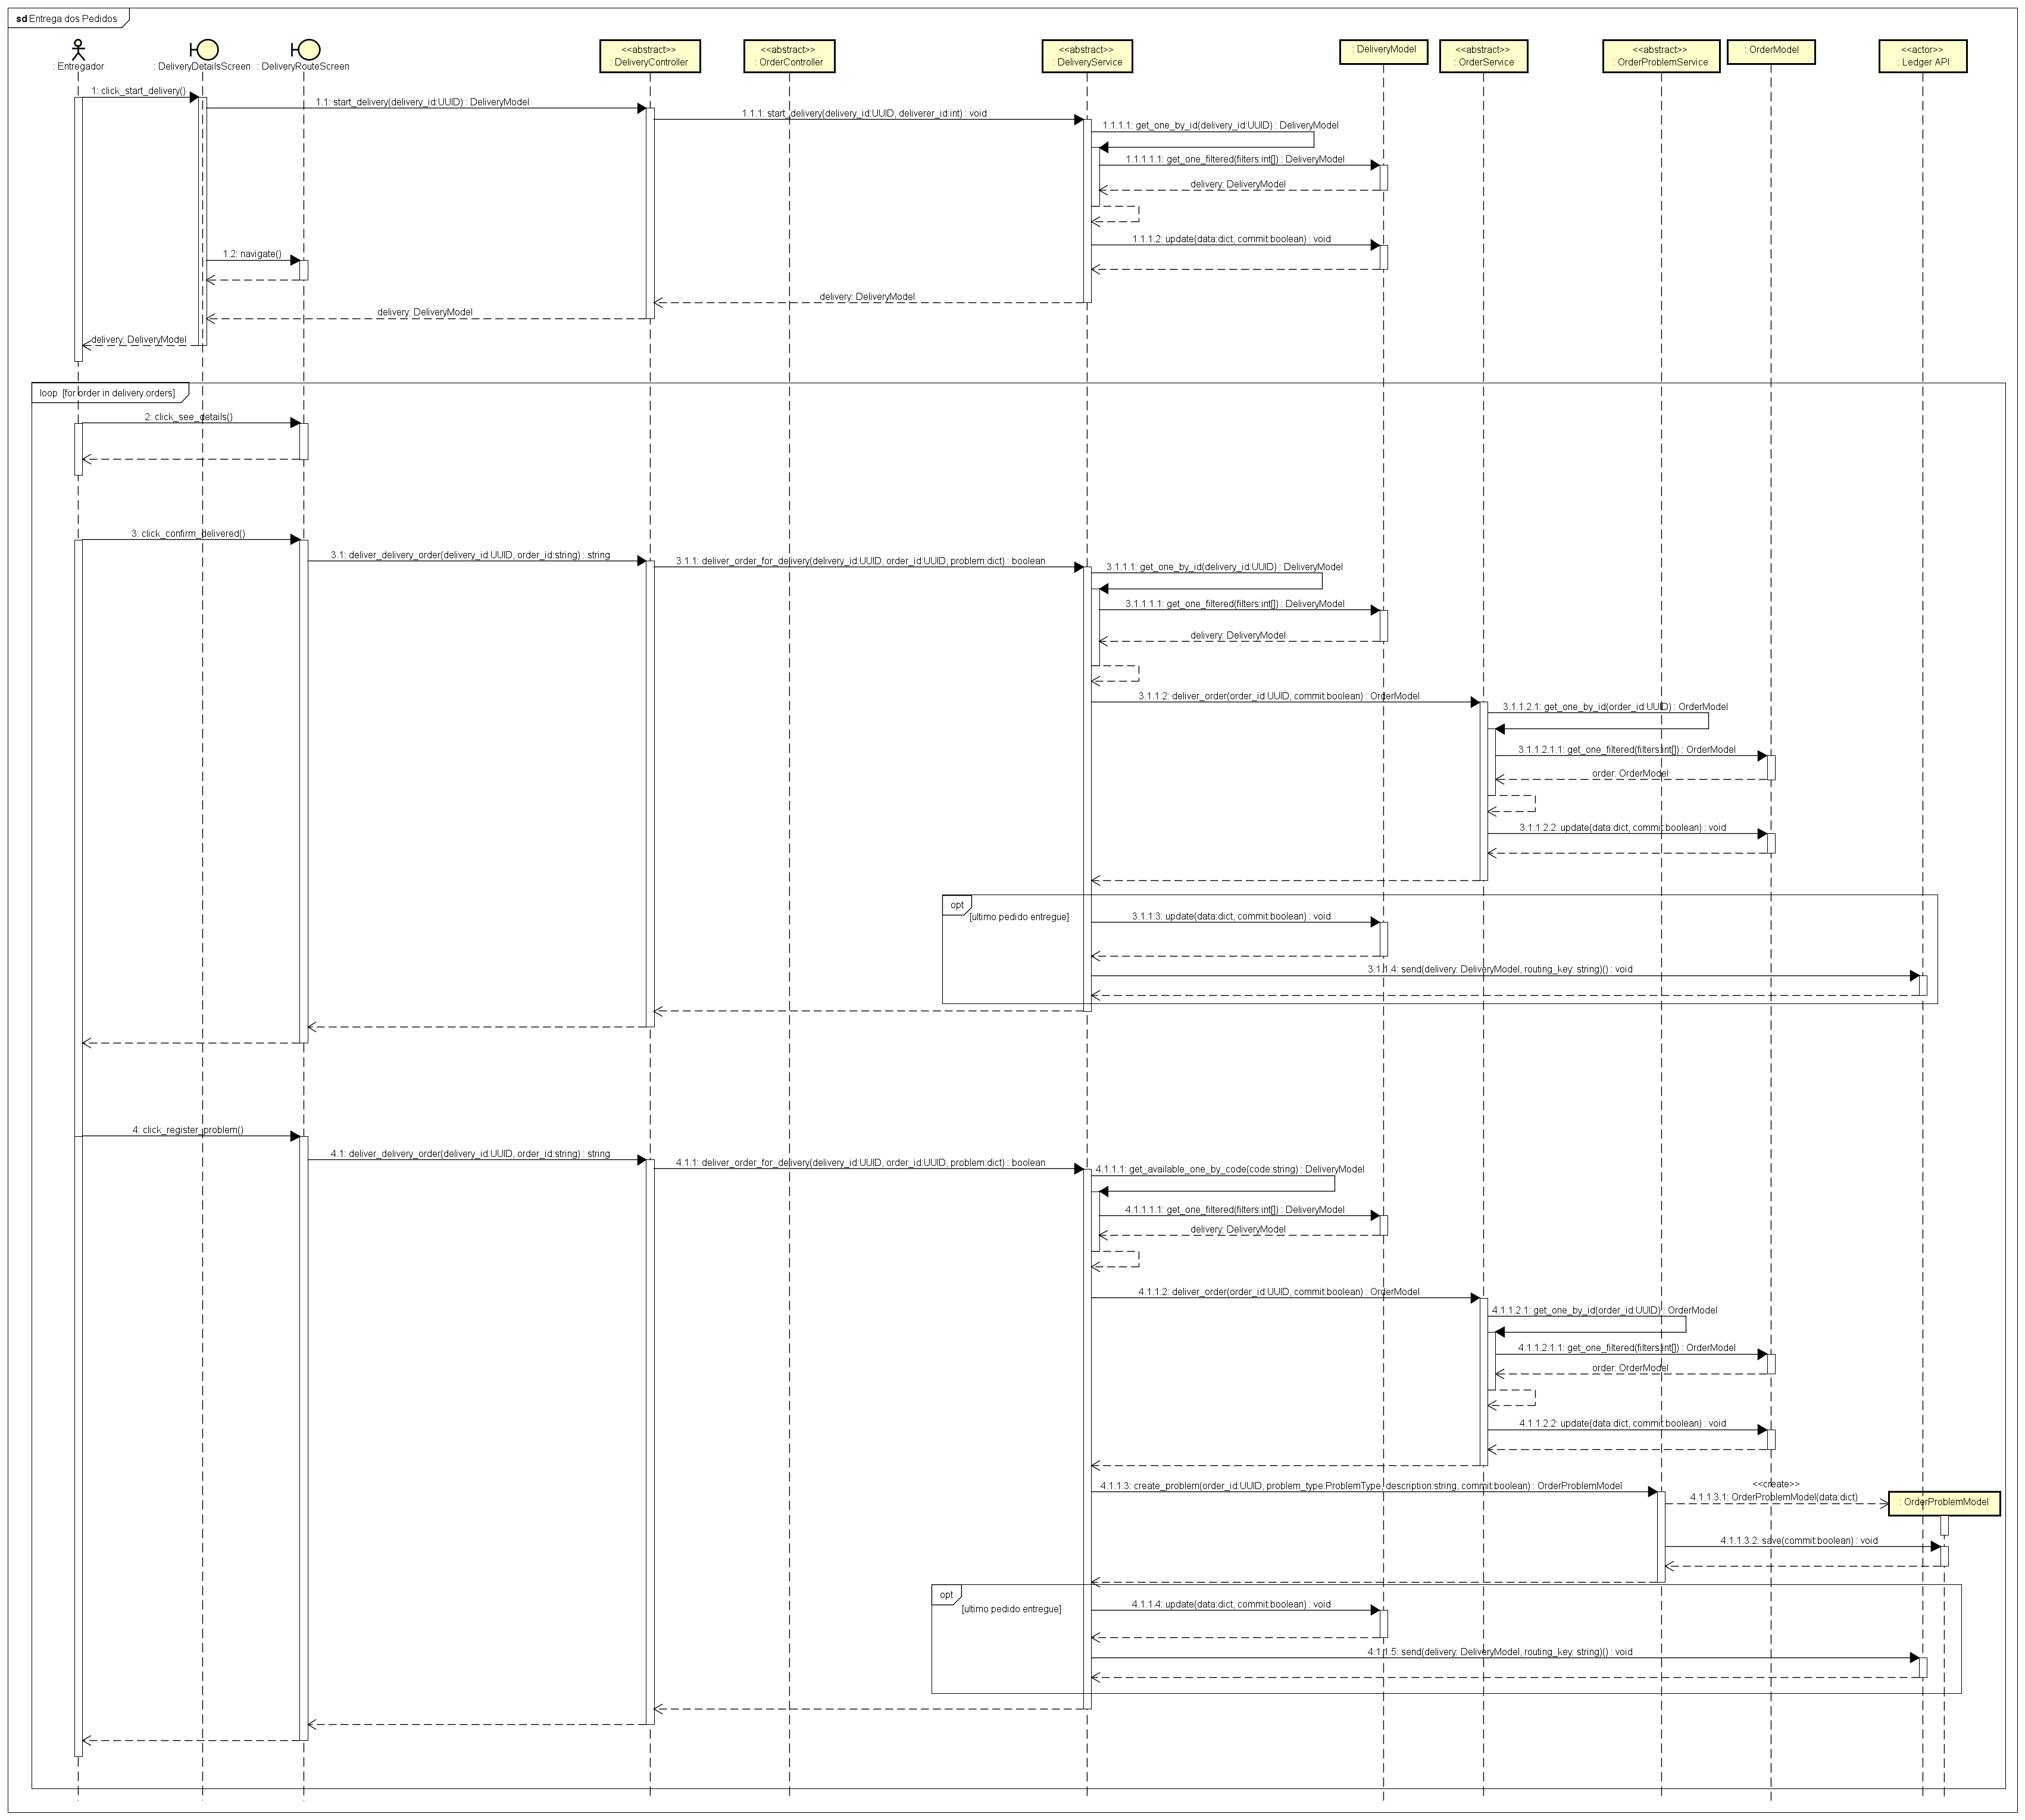 sd Entrega dos Pedidos
: Entregador
: DeliveryDetailsScreen
: DeliveryRouteScreen
<<abstract>>
: DeliveryController
<<abstract>>
: OrderController
<<abstract>>
: DeliveryService
: DeliveryModel
<<abstract>>
: OrderService
<<abstract>>
: OrderProblemService
: OrderModel
<<actor>>
: Ledger API
1: click_start_delivery()
1.1: start_delivery(delivery_id:UUID) : DeliveryModel
1.1.1: start_delivery(delivery_id:UUID, deliverer_id:int) : void
1.1.1.1: get_one_by_id(delivery_id:UUID) : DeliveryModel
1.1.1.1.1: get_one_filtered(filters:int[]) : DeliveryModel
delivery: DeliveryModel
1.1.1.2: update(data:dict, commit:boolean) : void
1.2: navigate()
delivery: DeliveryModel
delivery: DeliveryModel
delivery: DeliveryModel
loop [for order in delivery.orders]
2: click_see_details()
3: click_confirm_delivered()
3.1: deliver_delivery_order(delivery_id:UUID, order_id:string) : string
3.1.1: deliver_order_for_delivery(delivery_id:UUID, order_id:UUID, problem:dict) : boolean
3.1.1.1: get_one_by_id(delivery_id:UUID) : DeliveryModel
3.1.1.1.1: get_one_filtered(filters:int[]) : DeliveryModel
delivery: DeliveryModel
3.1.1.2: deliver_order(order_id:UUID, commit:boolean) : OrderModel
3.1.1.2.1: get_one_by_id(order_id:UUID) : OrderModel
3.1.1.2.1.1: get_one_filtered(filters:int[]) : OrderModel
order: OrderModel
3.1.1.2.2: update(data:dict, commit:boolean) : void
opt
[ultimo pedido entregue]
3.1.1.3: update(data:dict, commit:boolean) : void
3.1.1.4: send(delivery: DeliveryModel, routing_key: string)() : void
4: click_register_problem()
4.1: deliver_delivery_order(delivery_id:UUID, order_id:string) : string
4.1.1: deliver_order_for_delivery(delivery_id:UUID, order_id:UUID, problem:dict) : boolean
4.1.1.1: get_available_one_by_code(code:string) : DeliveryModel
4.1.1.1.1: get_one_filtered(filters:int[]) : DeliveryModel
delivery: DeliveryModel
4.1.1.2: deliver_order(order_id:UUID, commit:boolean) : OrderModel
4.1.1.2.1: get_one_by_id(order_id:UUID) : OrderModel
4.1.1.2.1.1: get_one_filtered(filters:int[]) : OrderModel
order: OrderModel
4.1.1.2.2: update(data:dict, commit:boolean) : void
4.1.1.3: create_problem(order_id:UUID, problem_type:ProblemType, description:string, commit:boolean) : OrderProblemModel
<<create>>
4.1.1.3.1: OrderProblemModel(data:dict)
: OrderProblemModel
4.1.1.3.2: save(commit:boolean) : void
opt
[ultimo pedido entregue]
4.1.1.4: update(data:dict, commit:boolean) : void
4.1.1.5: send(delivery: DeliveryModel, routing_key: string)() : void